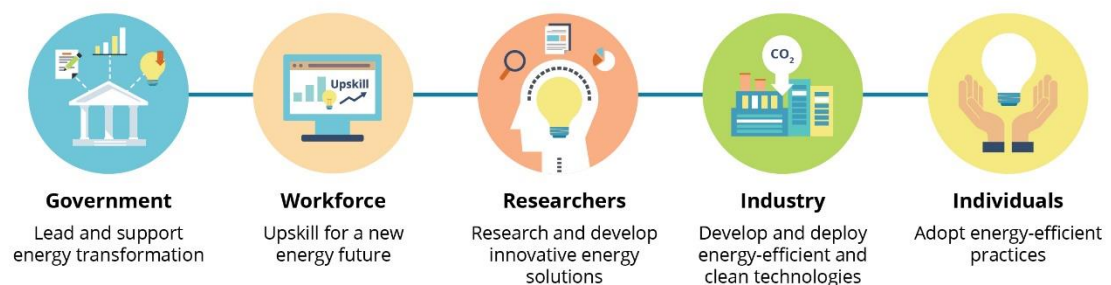 Upskill
CO₂
Government
Lead and support
energy transformation
Workforce
Upskill for a new
energy future
Researchers
Research and develop
innovative energy
solutions
Industry
Develop and deploy
energy-efficient and
clean technologies
Individuals
Adopt energy-efficient
practices